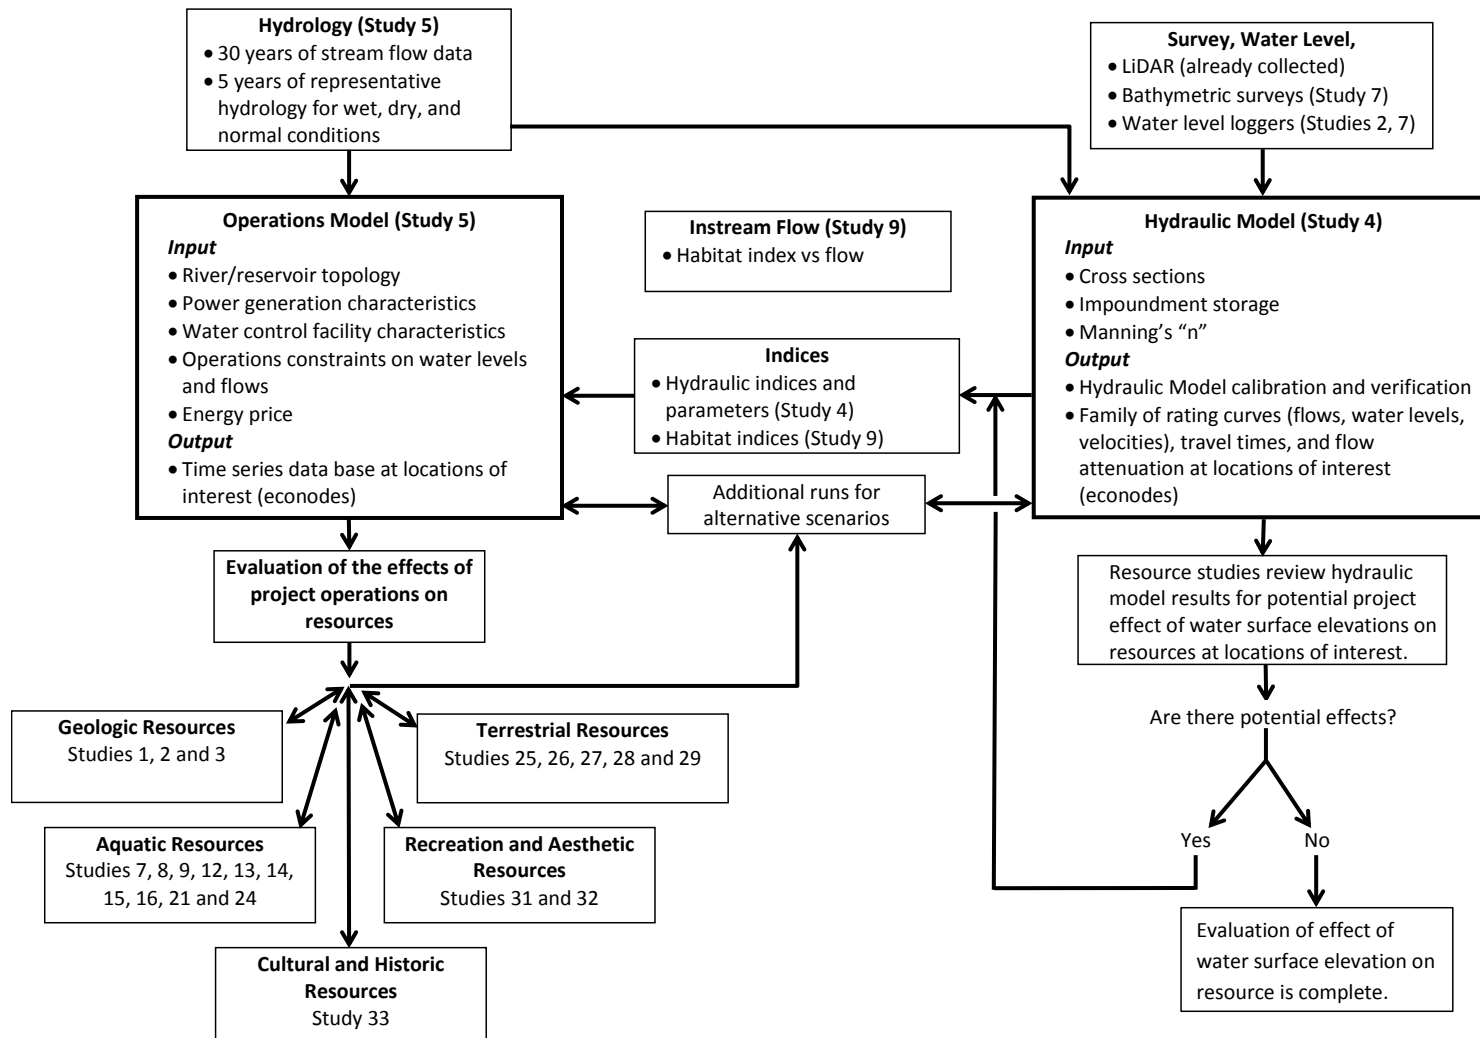 Hydrology (Study 5)
• 30 years of stream flow data
• 5 years of representative
hydrology for wet, dry, and
normal conditions
Survey, Water Level,
• LiDAR (already collected)
• Bathymetric surveys (Study 7)
• Water level loggers (Studies 2, 7)
Operations Model (Study 5)
Input
• River/reservoir topology
• Power generation characteristics
• Water control facility characteristics
• Operations constraints on water levels
and flows
• Energy price
Output
• Time series data base at locations of
interest (econodes)
Instream Flow (Study 9)
• Habitat index vs flow
Indices
• Hydraulic indices and
parameters (Study 4)
• Habitat indices (Study 9)
Additional runs for
alternative scenarios
Hydraulic Model (Study 4)
Input
• Cross sections
• Impoundment storage
• Manning’s “n”
Output
• Hydraulic Model calibration and verification
• Family of rating curves (flows, water levels,
velocities), travel times, and flow
attenuation at locations of interest
(econodes)
Evaluation of the effects of
project operations on
resources
Resource studies review hydraulic
model results for potential project
effect of water surface elevations on
resources at locations of interest.
Are there potential effects?
Yes
No
Evaluation of effect of
water surface elevation on
resource is complete.
Geologic Resources
Studies 1, 2 and 3
Terrestrial Resources
Studies 25, 26, 27, 28 and 29
Aquatic Resources
Studies 7, 8, 9, 12, 13, 14,
15, 16, 21 and 24
Recreation and Aesthetic
Resources
Studies 31 and 32
Cultural and Historic
Resources
Study 33